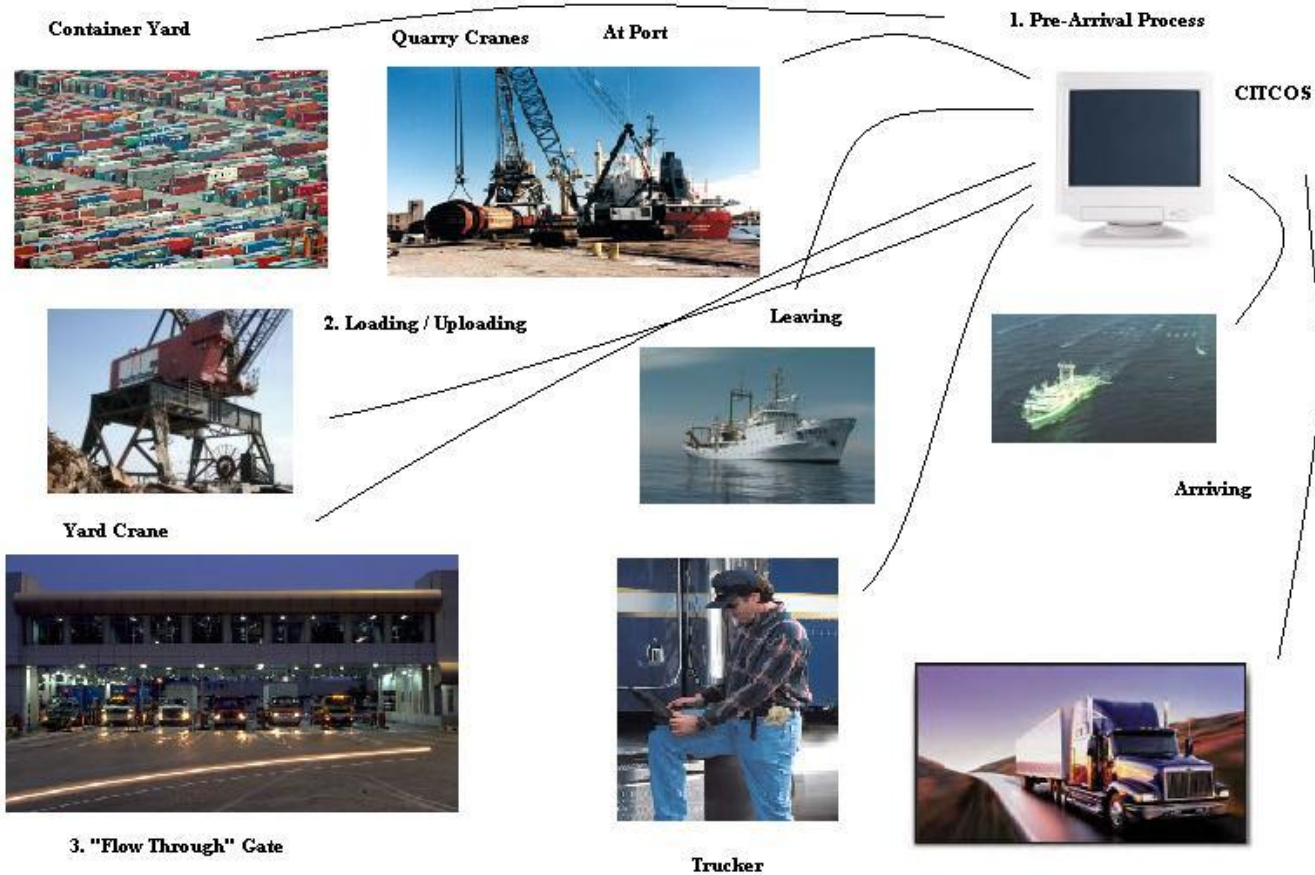 Container Yard
Quarry Cranes
At Port
1. Pre-Arrival Process
CITCOS
2. Loading / Uploading
Leaving
Arriving
Yard Crane
3. "Flow Through" Gate
Trucker